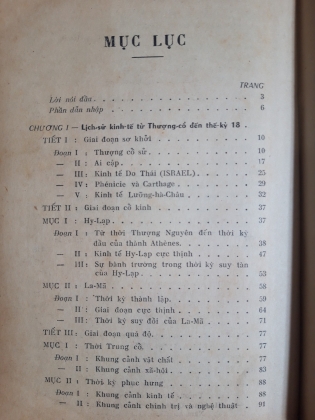 MỤC LỤC
TRANG
Lời nói đầu. . . . . . . . . . . . . 3
Phần dẫn nhập . . . . . . . . . . . . 6
CHƯƠNG I — Lịch-sử kinh-tế từ Thượng-cổ đến thế-kỷ 18 .
TIẾT I : Giai đoạn sơ khởi . . . . . . . . 10
Đoạn I : Thượng cổ sử . . . . . . . . 10
— II : Ai cập . . . . . . . . 17
— III : Kinh tế Do Thái (ISRAEL) . . . . . 25
— IV : Phénicie và Carthage . . . . . . 29
— V : Kinh tế Lưỡng-hà-Châu . . . . . . 32
TIẾT II : Giai đoạn cổ kinh . . . . . . . . 37
MỤC I : Hy-Lạp . . . . . . . . 37
Đoạn I : Từ thời Thượng Nguyên đến thời kỳ
đầu của thành Athènes. . . . . . . 38
— II : Kinh tế Hy-Lạp cực thịnh . . . . . 47
— III : Sự bành trướng trong thời kỳ suy tàn
của Hy-Lạp . . . . . . . . 53
MỤC II : La-Mã . . . . . . . . 59
Đoạn I : Thời kỳ thành lập. . . . . . . 59
— II : Giai đoạn cực thịnh . . . . . . 64
— III : Thời kỳ suy đồi của La-Mã . . . . . 71
TIẾT III : Giai đoạn quá độ. . . . . . . . 77
MỤC I : Thời Trung cổ. . . . . . . . 77
Đoạn I : Khung cảnh vật chất . . . . . . 77
— II : Khung cảnh xã-hội. . . . . . . 83
MỤC II : Thời kỳ phục hưng . . . . . . . 88
Đoạn I : Khung cảnh kinh tế . . . . . . 88
— II : Khung cảnh chính trị và nghệ thuật . . 91